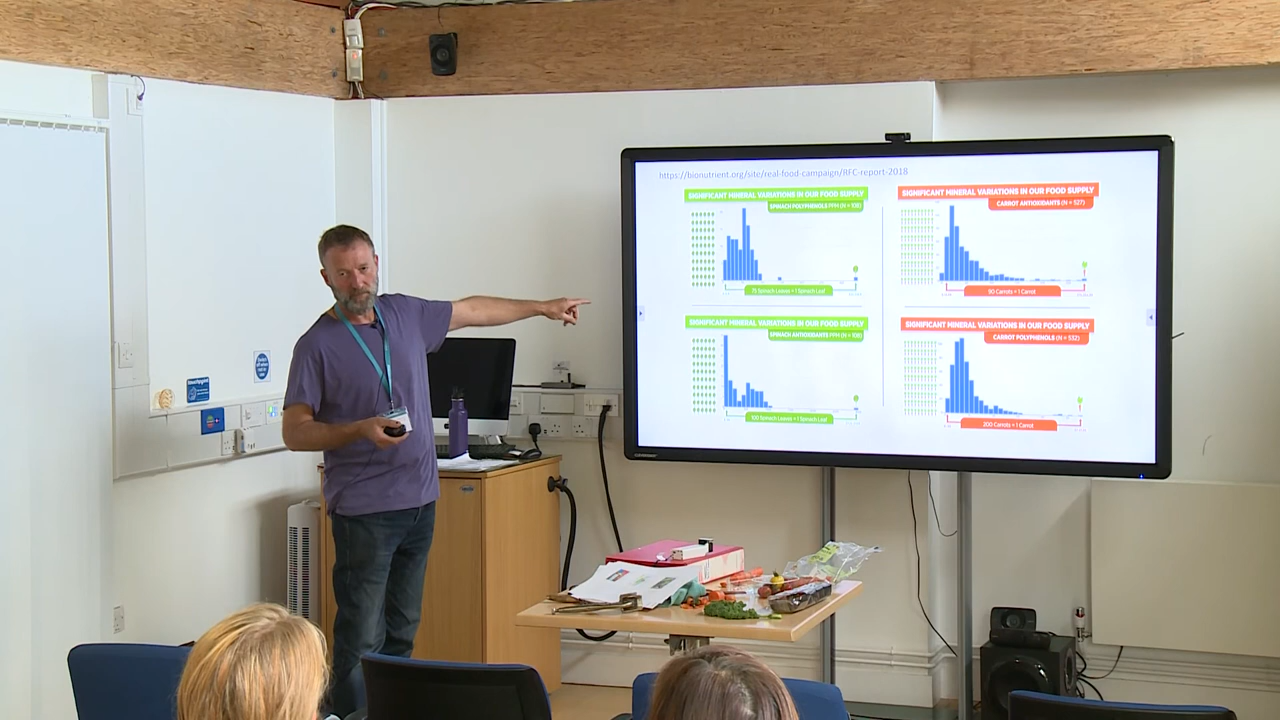 https://bionutrient.org/site/real-food-campaign/RFC-report-2018
SIGNIFICANT MINERAL VARIATIONS IN OUR FOOD SUPPLY
SPINACH POLYPHENOLS PPM (N = 108)
75 Spinach Leaves = 1 Spinach Leaf
SIGNIFICANT MINERAL VARIATIONS IN OUR FOOD SUPPLY
CARROT ANTIOXIDANTS (N = 527)
90 Carrots = 1 Carrot
SIGNIFICANT MINERAL VARIATIONS IN OUR FOOD SUPPLY
SPINACH ANTIOXIDANTS PPM (N = 108)
100 Spinach Leaves = 1 Spinach Leaf
SIGNIFICANT MINERAL VARIATIONS IN OUR FOOD SUPPLY
CARROT POLYPHENOLS (N = 532)
200 Carrots = 1 Carrot